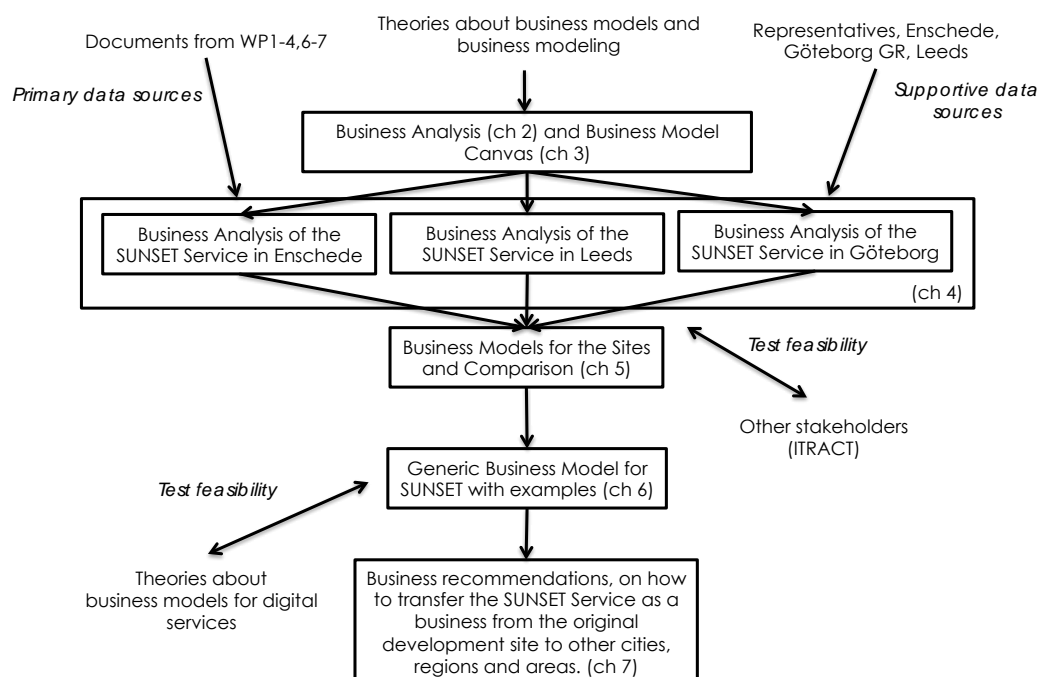 Documents from WP1-4,6-7
Theories about business models and
business modeling
Representatives, Enschede,
Göteborg GR, Leeds
Primary data sources
Supportive data
sources
Business Analysis (ch 2) and Business Model
Canvas (ch 3)
Business Analysis of the
SUNSET Service in Enschede
Business Analysis of the
SUNSET Service in Leeds
Business Analysis of the
SUNSET Service in Göteborg
(ch 4)
Business Models for the Sites
and Comparison (ch 5)
Test feasibility
Other stakeholders
(ITRACT)
Generic Business Model for
SUNSET with examples (ch 6)
Test feasibility
Theories about
business models for digital
services
Business recommendations, on how
to transfer the SUNSET Service as a
business from the original
development site to other cities,
regions and areas. (ch 7)